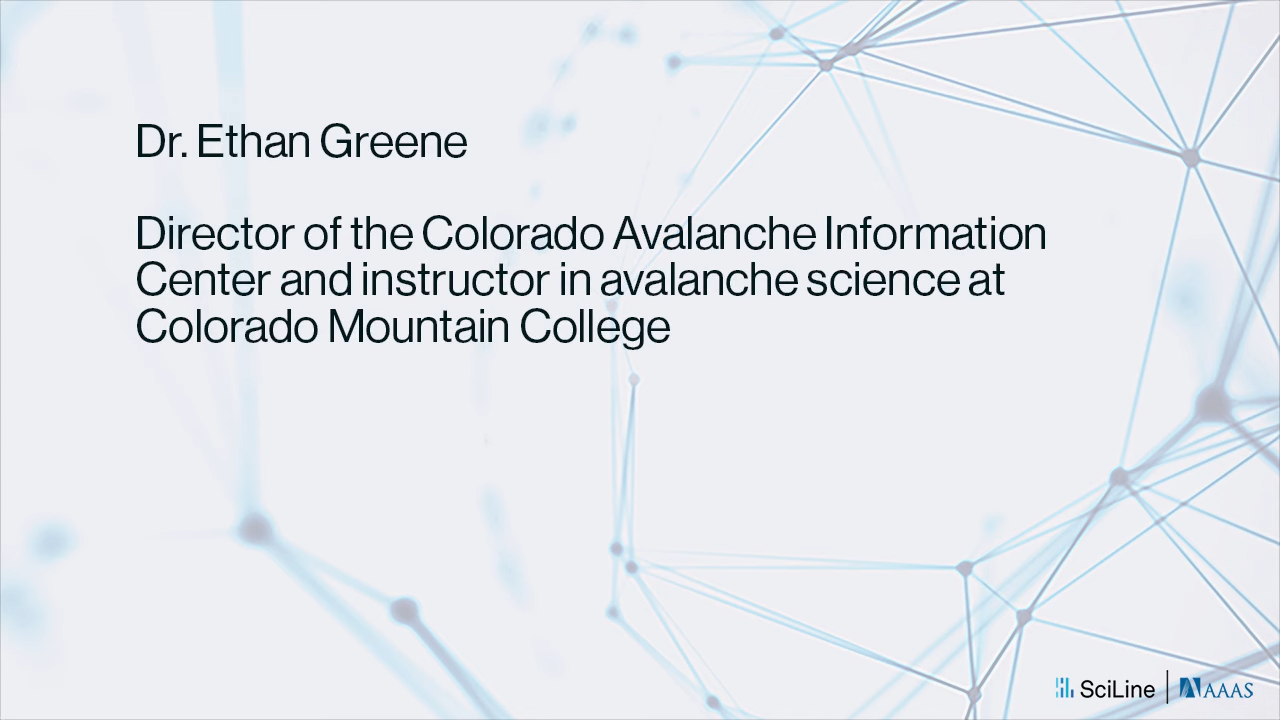 Dr. Ethan Greene
Director of the Colorado Avalanche Information
Center and instructor in avalanche science at
Colorado Mountain College
SciLine | AAAS